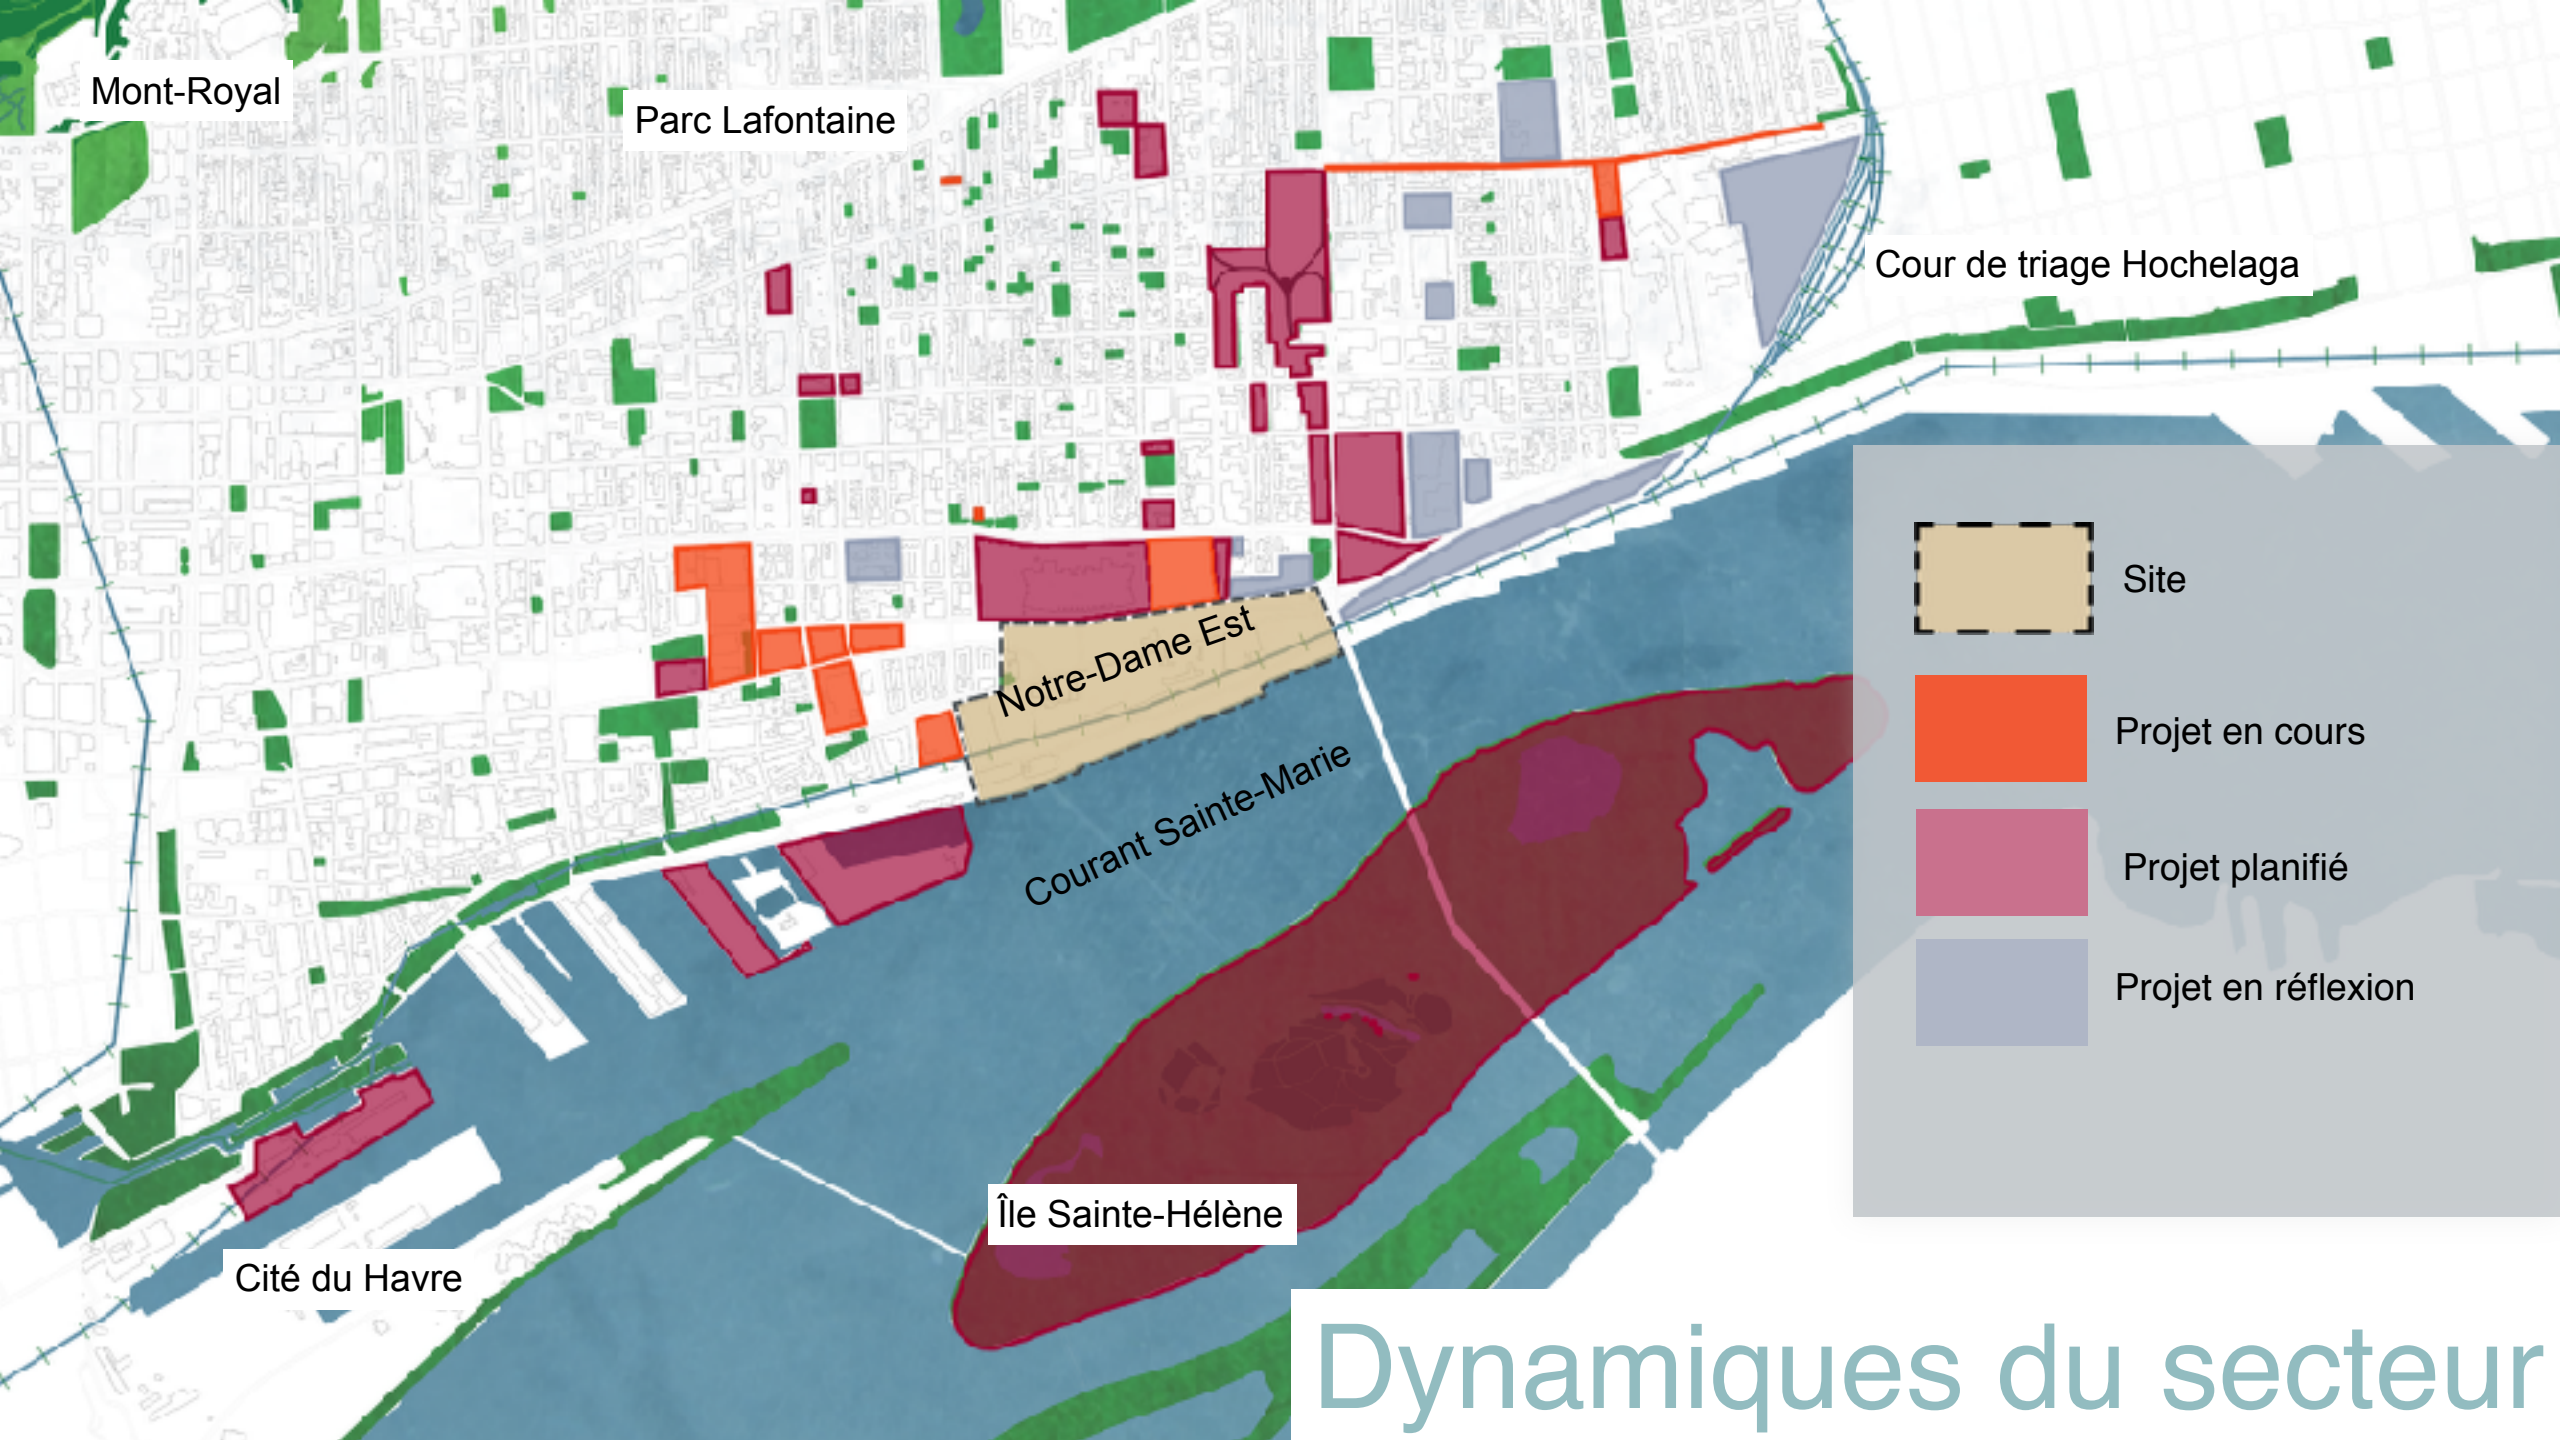 Mont-Royal
Parc Lafontaine
Cour de triage Hochelaga
Notre-Dame Est
Courant Sainte-Marie
Île Sainte-Hélène
Cité du Havre
Site
Projet en cours
Projet planifié
Projet en réflexion
Dynamiques du secteur